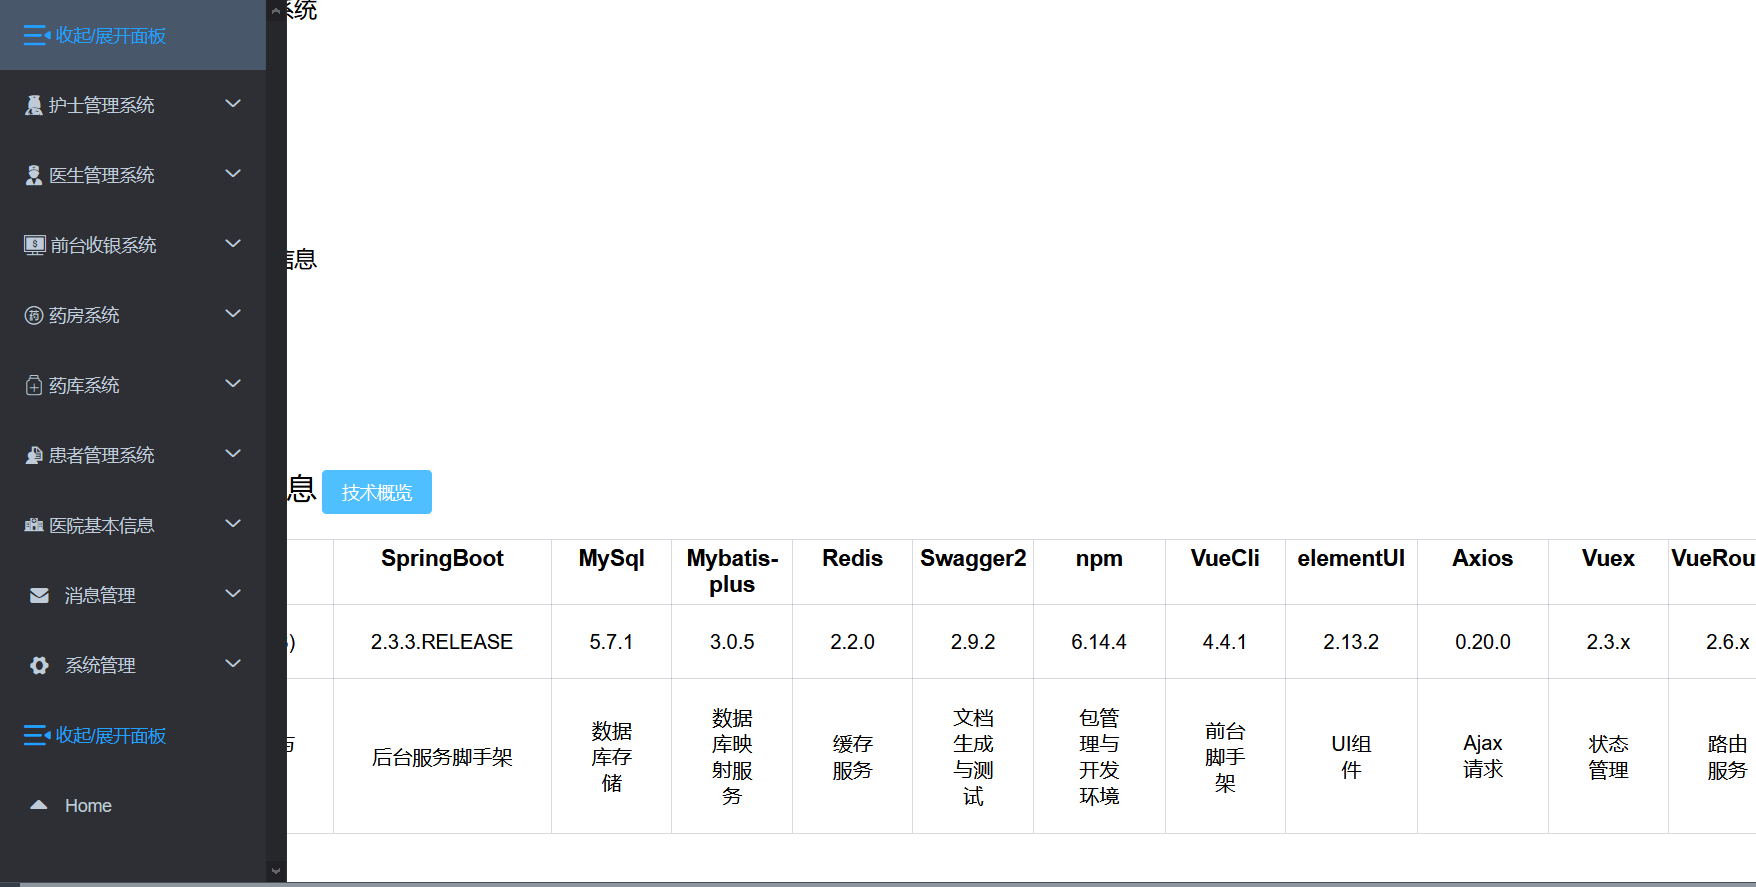 收起/展开面板
护士管理系统
医生管理系统
前台收银系统
药房系统
药库系统
患者管理系统
医院基本信息
消息管理
系统管理
收起/展开面板
Home
系统
信息
息 技术概览
SpringBoot MySql Mybatis-plus Redis Swagger2 npm VueCli elementUI Axios Vuex VueRou
) 2.3.3.RELEASE 5.7.1 3.0.5 2.2.0 2.9.2 6.14.4 4.4.1 2.13.2 0.20.0 2.3.x 2.6.x
后台服务脚手架 数据库存储 数据库映射服务 缓存服务 文档生成与测试 包管理与开发环境 前台脚手架 UI组件 Ajax请求 状态管理 路由服务